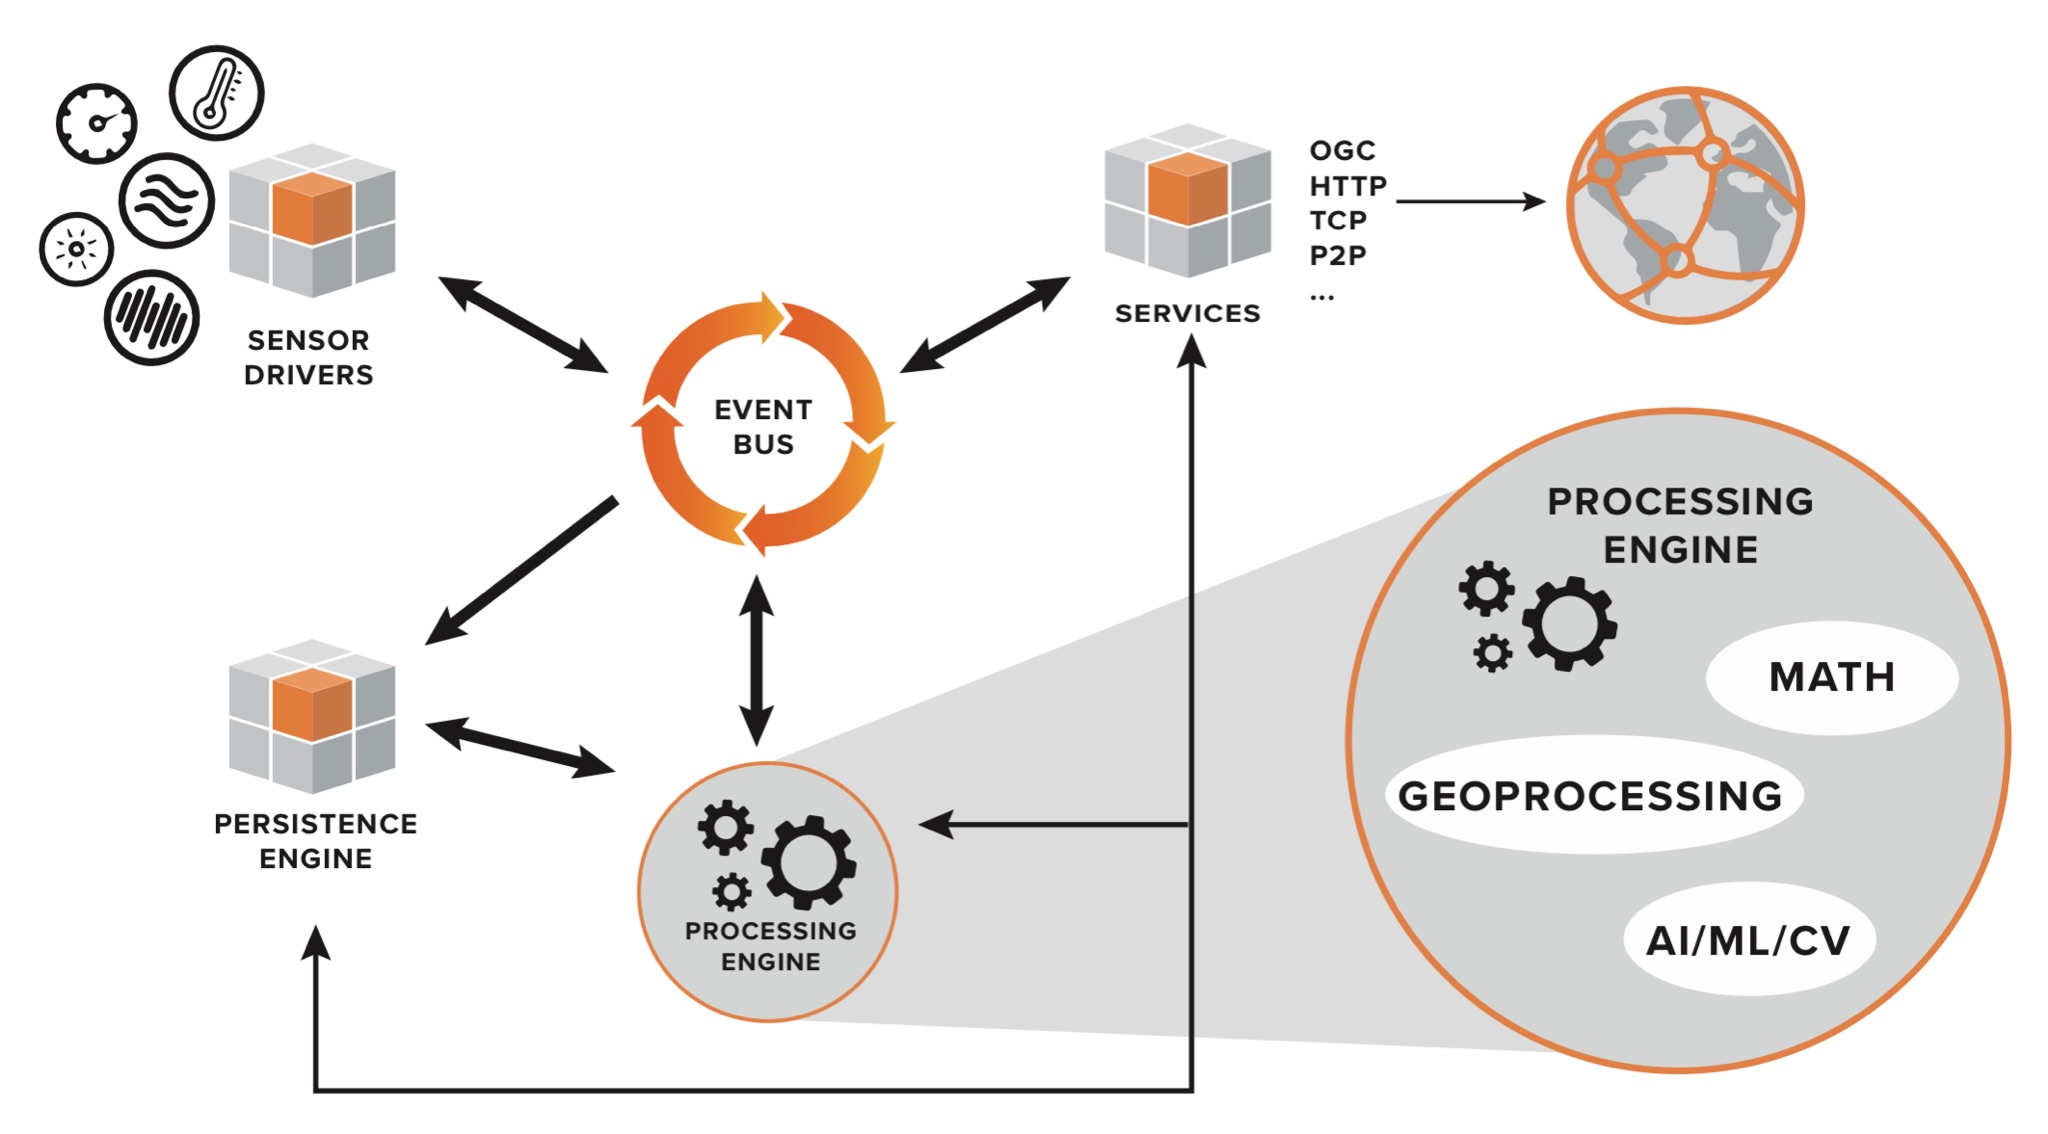 SENSOR
DRIVERS
EVENT
BUS
SERVICES
OGC
HTTP
TCP
P2P
...
PERSISTENCE
ENGINE
PROCESSING
ENGINE
PROCESSING
ENGINE
MATH
GEOPROCESSING
AI/ML/CV